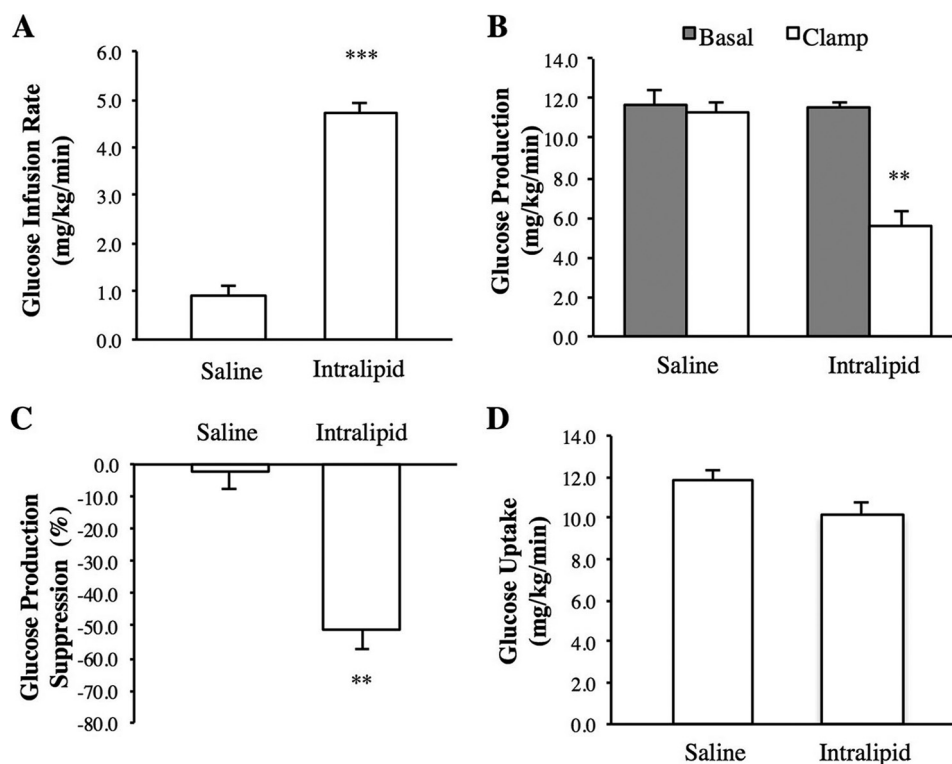 A
Glucose Infusion Rate
(mg/kg/min)
6.0
5.0
4.0
3.0
2.0
1.0
0.0
***
Saline Intralipid
B
Basal Clamp
Glucose Production
(mg/kg/min)
14.0
12.0
10.0
8.0
6.0
4.0
2.0
0.0
**
Saline Intralipid
C
Saline Intralipid
Glucose Production
Suppression (%)
0.0
-10.0
-20.0
-30.0
-40.0
-50.0
-60.0
-70.0
-80.0
**
D
Glucose Uptake
(mg/kg/min)
14.0
12.0
10.0
8.0
6.0
4.0
2.0
0.0
Saline Intralipid